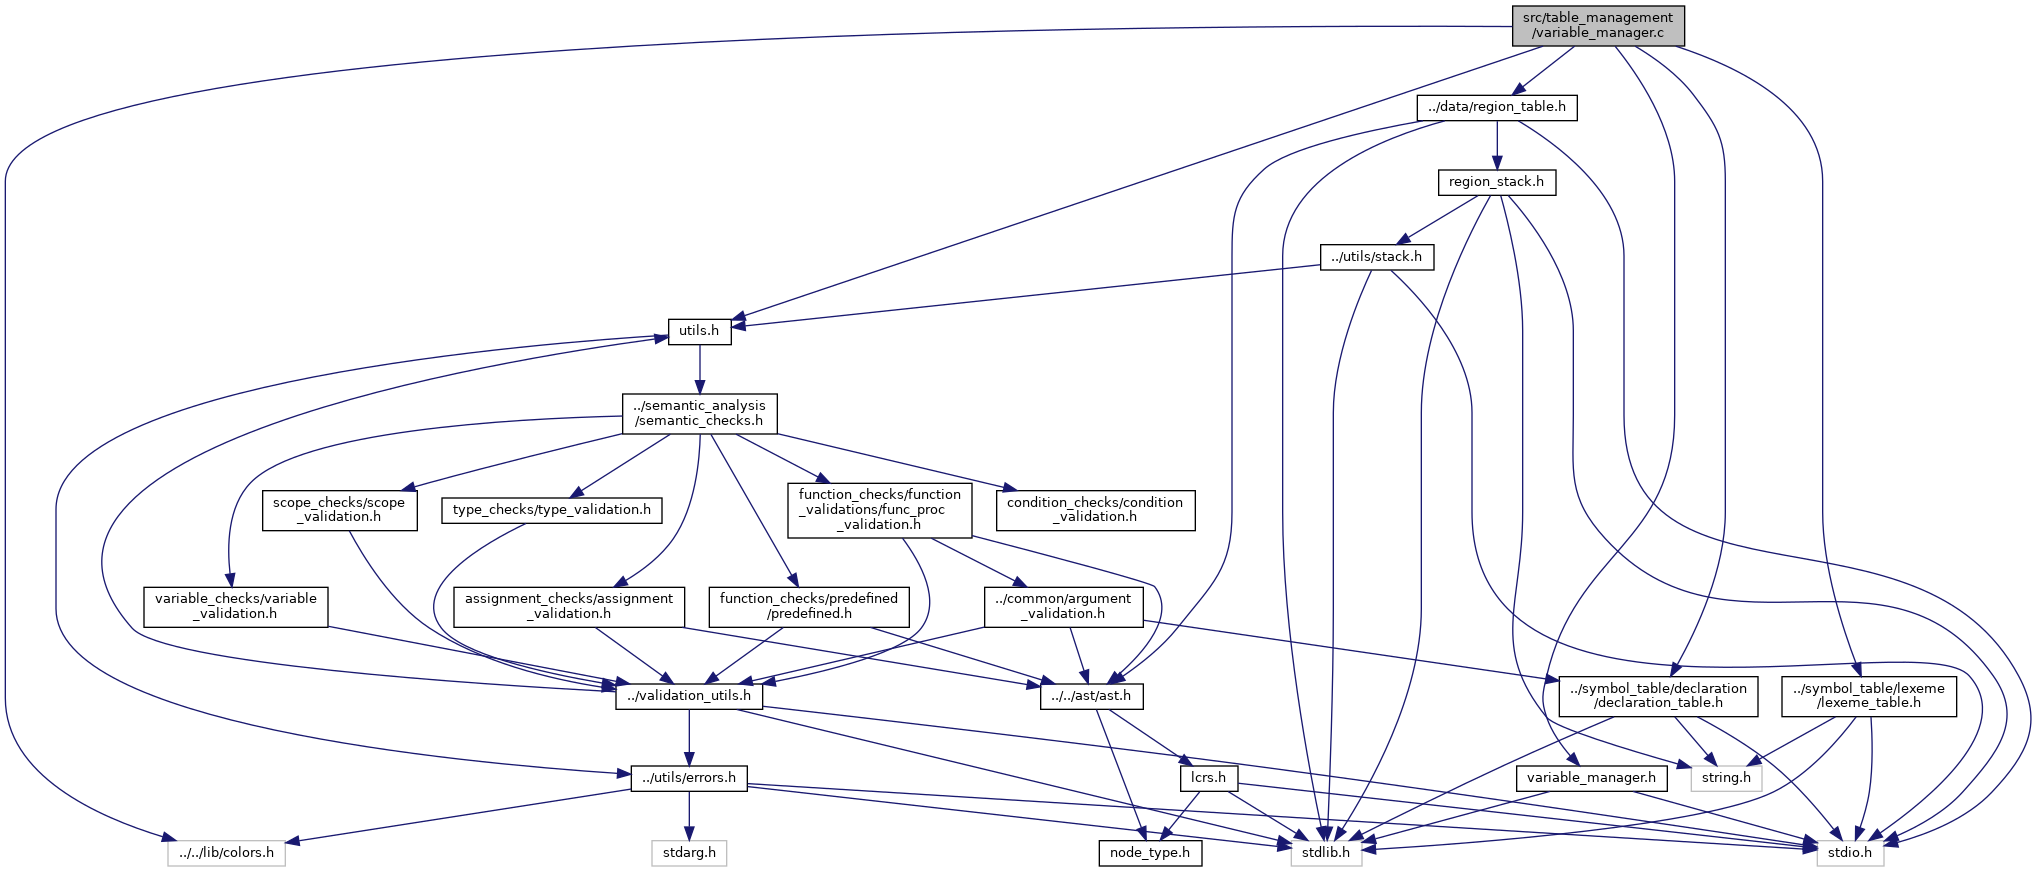 src/table_management
/variable_manager.c
../data/region_table.h
region_stack.h
../utils/stack.h
utils.h
../semantic_analysis
/semantic_checks.h
scope_checks/scope
_validation.h
type_checks/type_validation.h
function_checks/function
_validations/func_proc
_validation.h
condition_checks/condition
_validation.h
variable_checks/variable
_validation.h
assignment_checks/assignment
_validation.h
function_checks/predefined
/predefined.h
../common/argument
_validation.h
../validation_utils.h
../../ast/ast.h
../symbol_table/declaration
/declaration_table.h
../symbol_table/lexeme
/lexeme_table.h
../utils/errors.h
lcrs.h
variable_manager.h
string.h
../../lib/colors.h
stdarg.h
node_type.h
stdlib.h
stdio.h